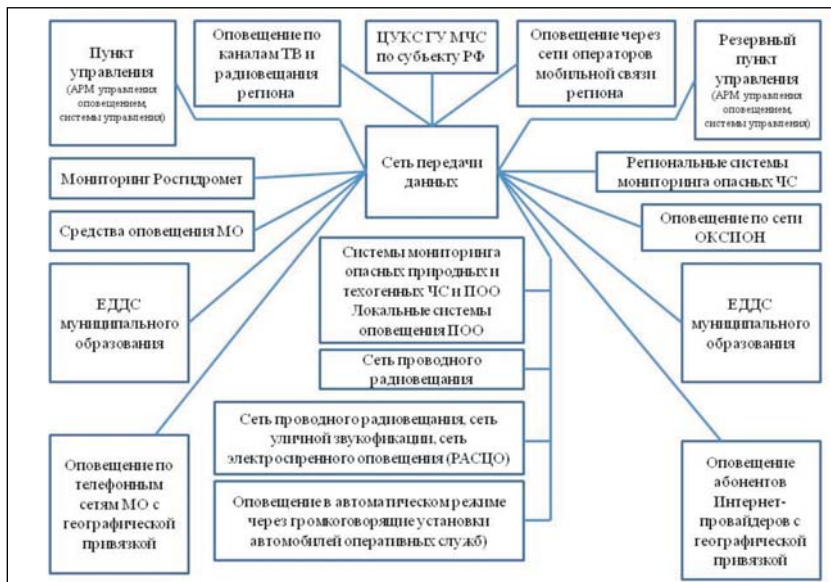 Пункт
управления
(АРМ управления
оповещением,
системы управления)
Оповещение по
каналам ТВ и
радиовещания
региона
ЦУКС ГУ МЧС
по субъекту РФ
Оповещение через
сети операторов
мобильной связи
региона
Резервный
пункт
управления
(АРМ управления
оповещением,
системы управления)
Сеть передачи
данных
Мониторинг Росгидромет
Региональные системы
мониторинга опасных ЧС
Средства оповещения МО
Оповещение по сети
ОКСИОН
Системы мониторинга
опасных природных и
техогенных ЧС и ПОО
Локальные системы
оповещения ПОО
ЕДДС
муниципального
образования
ЕДДС
муниципального
образования
Сеть проводного
радиовещания
Сеть проводного радиовещания, сеть
уличной звукофикации, сеть
электросиренного оповещения (РАСЦО)
Оповещение по
телефонным
сетям МО с
географической
привязкой
Оповещение в автоматическом режиме
через громкоговорящие установки
автомобилей оперативных служб)
Оповещение
абонентов
Интернет-
провайдеров с
географической
привязкой